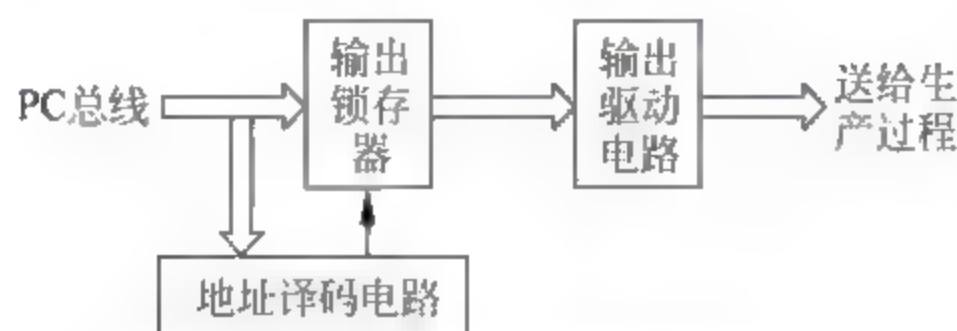 PC总线
输出
锁存
器
输出
驱动
电路
送给生
产过程
地址译码电路